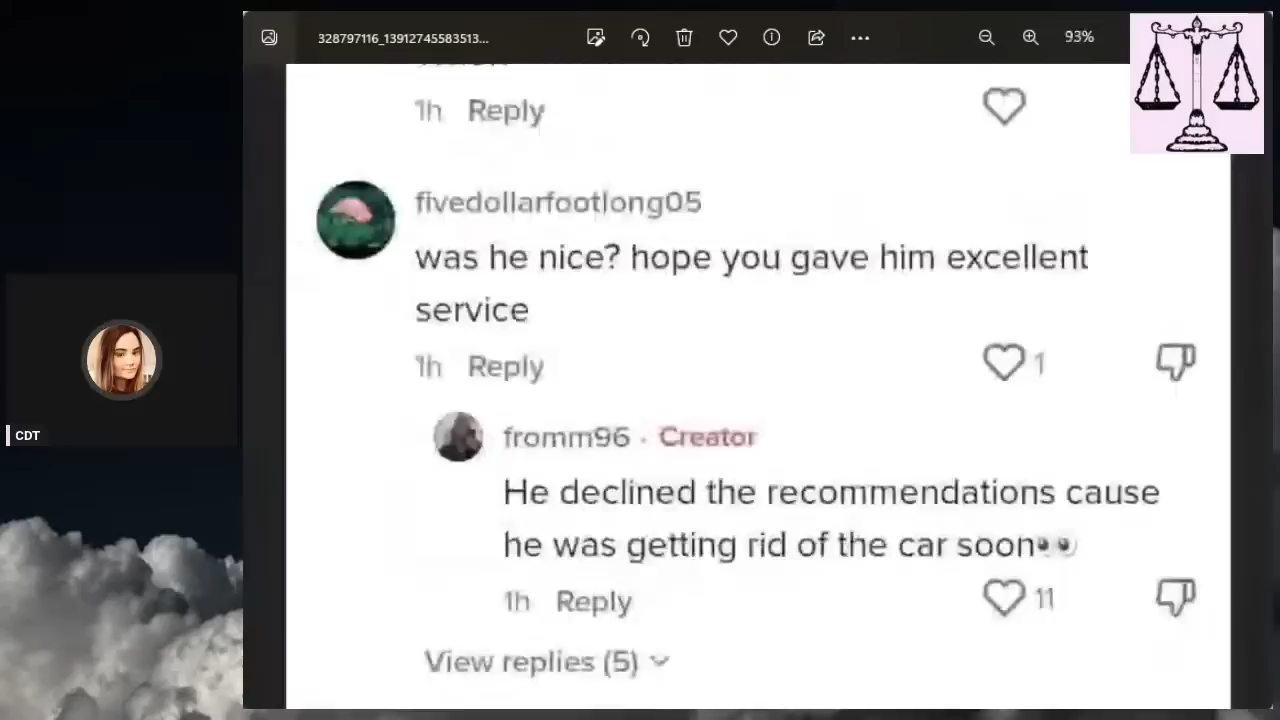 328797116_13912745583513...
93%
1h Reply
fivedollarfootlong05
was he nice? hope you gave him excellent
service
1h Reply
1
fromm96 · Creator
He declined the recommendations cause
he was getting rid of the car soon👀
1h Reply
11
View replies (5)
CDT